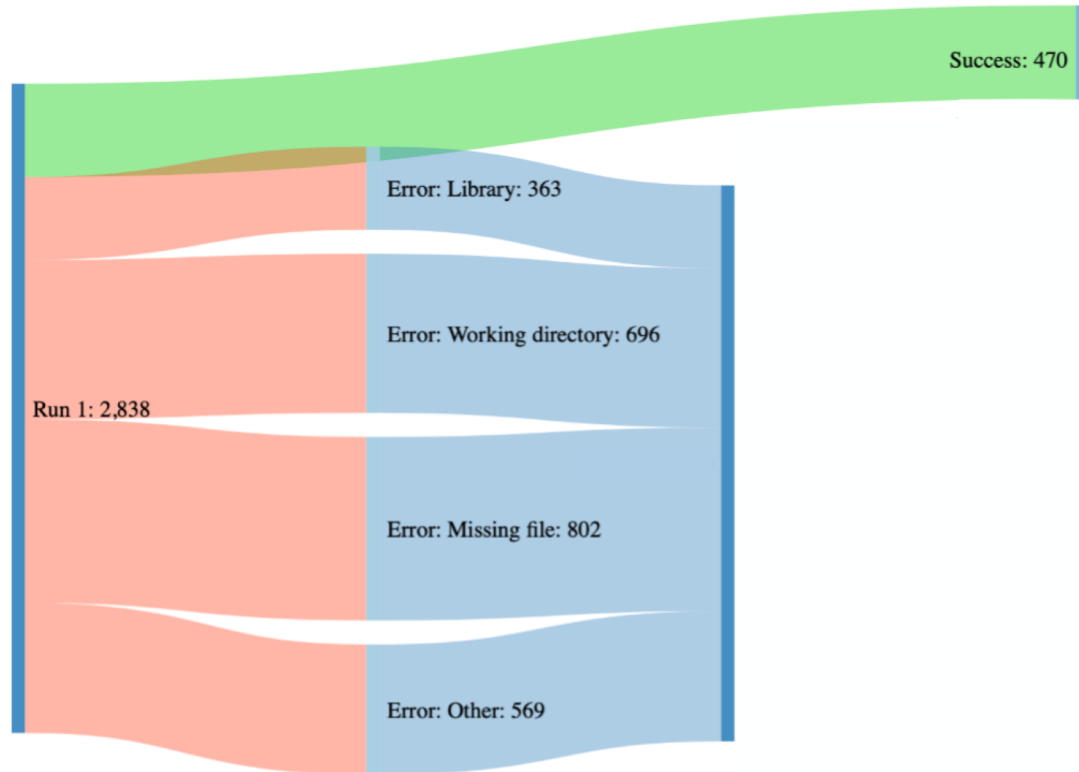 Success: 470
Error: Library: 363
Error: Working directory: 696
Run 1: 2,838
Error: Missing file: 802
Error: Other: 569